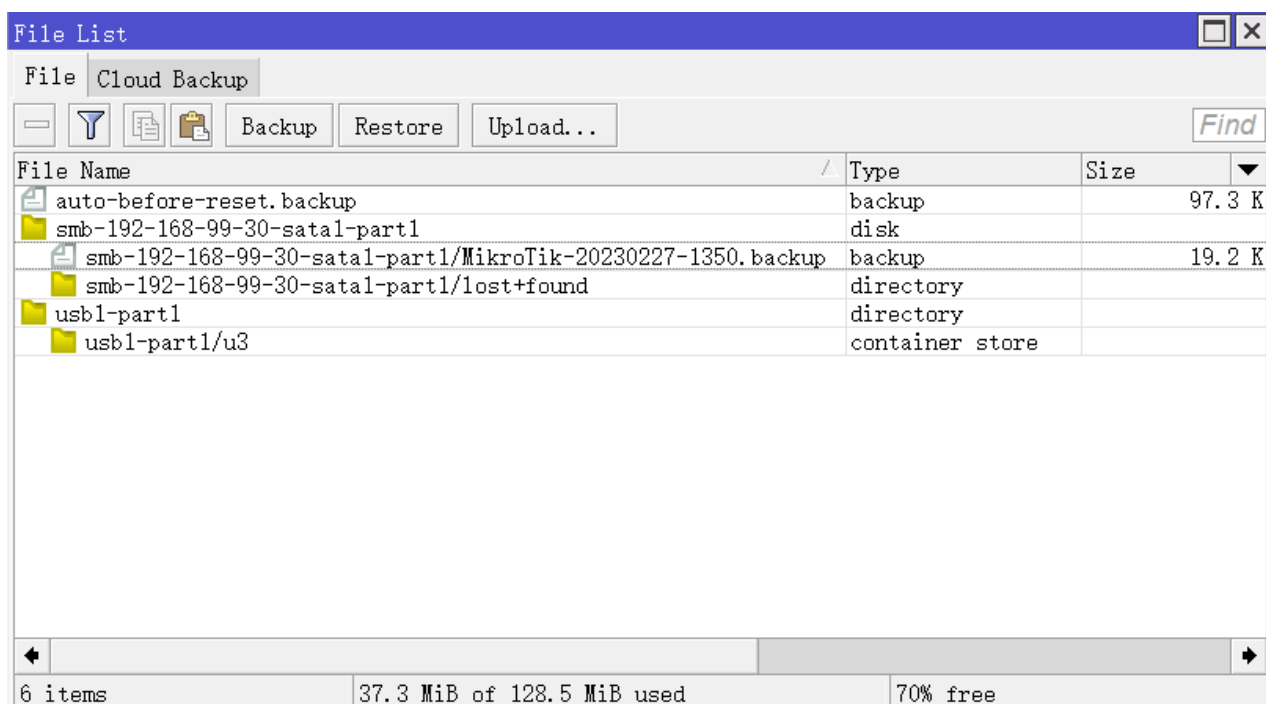 File List
File Cloud Backup
Backup Restore Upload... Find
File Name Type Size
auto-before-reset.backup backup 97.3 K
smb-192-168-99-30-sata1-part1 disk
smb-192-168-99-30-sata1-part1/MikroTik-20230227-1350.backup backup 19.2 K
smb-192-168-99-30-sata1-part1/lost+found directory
usb1-part1 directory
usb1-part1/u3 container store
6 items 37.3 MiB of 128.5 MiB used 70% free